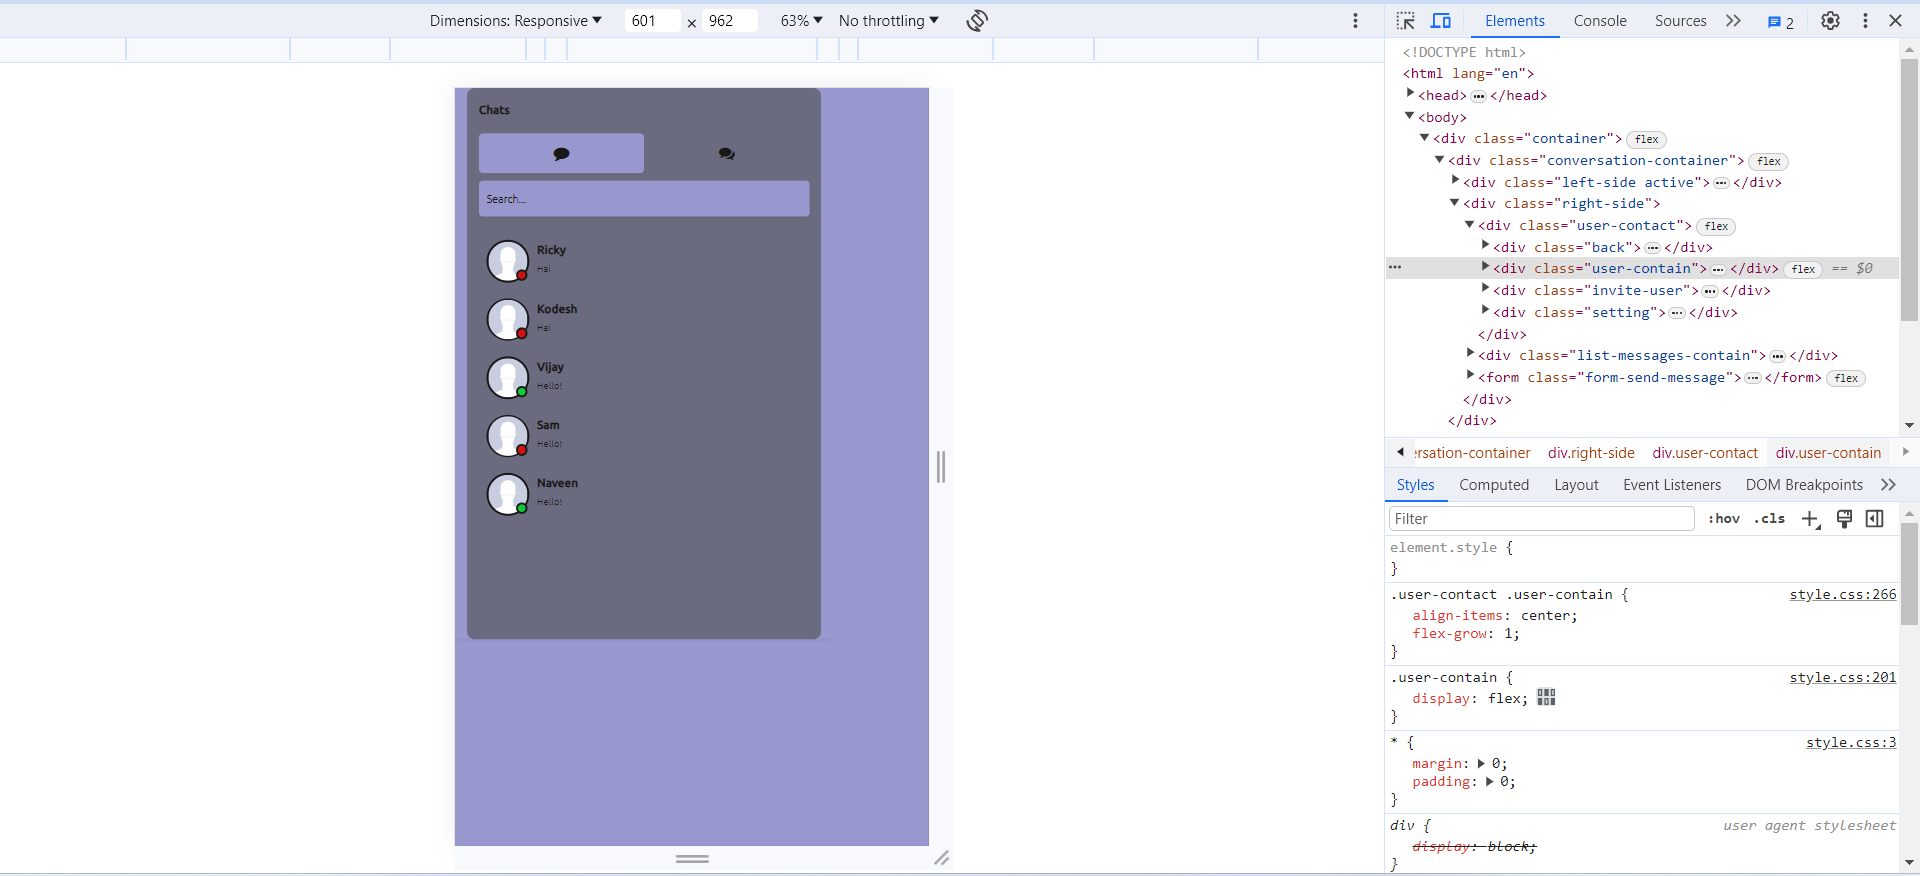 Dimensions: Responsive 601 × 962 63% No throttling
Elements Console Sources 2
Chats
Search...
Ricky
Hai
Kodesh
Hai
Vijay
Hello!
Sam
Hello!
Naveen
Hello!
<!DOCTYPE html>
<html lang="en">
<head> ••• </head>
<body>
<div class="container"> flex
<div class="conversation-container"> flex
<div class="left-side active"> ••• </div>
<div class="right-side">
<div class="user-contact"> flex
<div class="back"> ••• </div>
••• <div class="user-contain"> ••• </div> flex == $0
<div class="invite-user"> ••• </div>
<div class="setting"> ••• </div>
</div>
<div class="list-messages-contain"> ••• </div>
<form class="form-send-message"> ••• </form> flex
</div>
</div>
ersation-container div.right-side div.user-contact div.user-contain
Styles Computed Layout Event Listeners DOM Breakpoints
Filter :hov .cls
element.style {
}
.user-contact .user-contain { style.css:266
align-items: center;
flex-grow: 1;
}
.user-contain { style.css:201
display: flex;
}
* { style.css:3
margin: 0;
padding: 0;
}
div { user agent stylesheet
display: block;
}